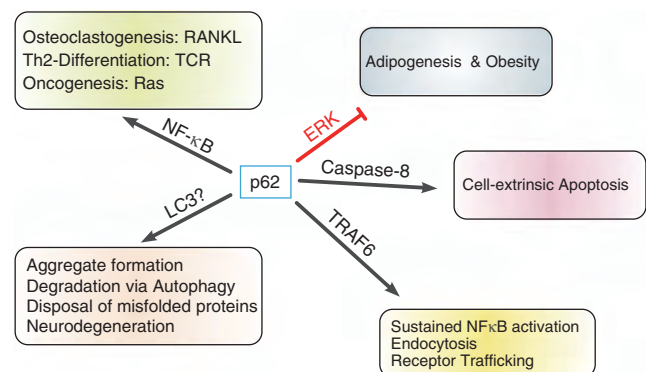 Osteoclastogenesis: RANKL
Th2-Differentiation: TCR
Oncogenesis: Ras
Adipogenesis & Obesity
NF-κB
ERK
p62
Caspase-8
Cell-extrinsic Apoptosis
LC3?
TRAF6
Aggregate formation
Degradation via Autophagy
Disposal of misfolded proteins
Neurodegeneration
Sustained NFκB activation
Endocytosis
Receptor Trafficking